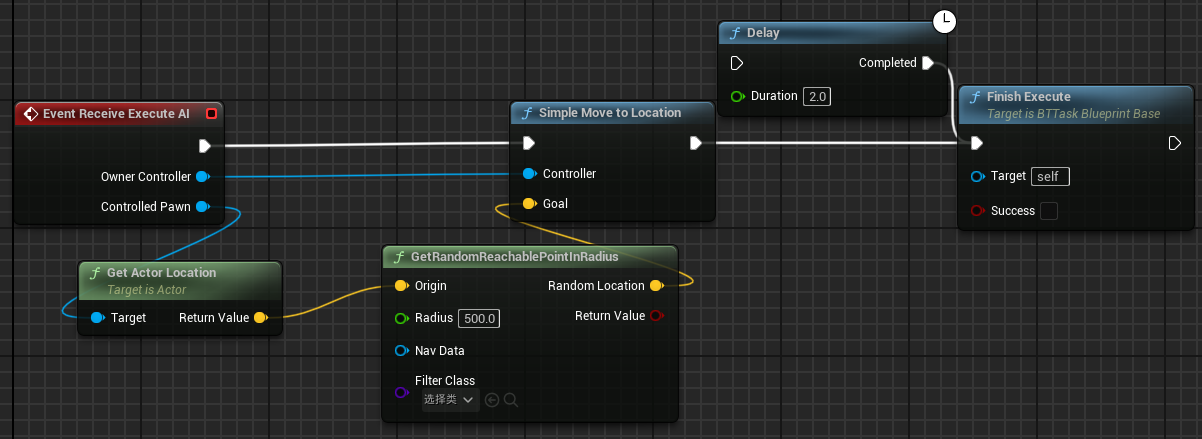 Delay
Completed
Duration 2.0
Event Receive Execute AI
Owner Controller
Controlled Pawn
Simple Move to Location
Controller
Goal
Finish Execute
Target is BTTask Blueprint Base
Target self
Success
Get Actor Location
Target is Actor
Target Return Value
GetRandomReachablePointInRadius
Origin Random Location
Radius 500.0 Return Value
Nav Data
Filter Class
选择类